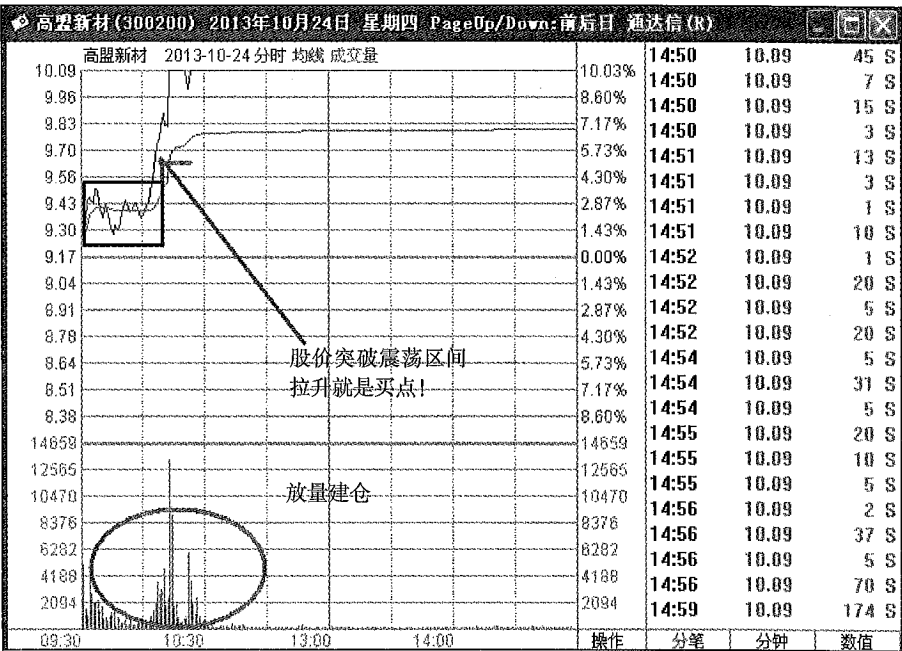 高盟新材(300200) 2013年10月24日 星期四 PageUp/Down:前后日 通达信(R)
高盟新材 2013-10-24 分时 均线 成交量
10.09 10.03%
9.96 8.60%
9.83 7.17%
9.70 5.73%
9.56 4.30%
9.43 2.87%
9.30 1.43%
9.17 0.00%
9.04 1.43%
8.91 2.87%
8.78 4.30%
8.64 5.73%
8.51 7.17%
8.38 8.60%
14659 14659
12565 12565
10470 10470
8376 8376
6282 6282
4188 4188
2094 2094
股价突破震荡区间
拉升就是买点!
放量建仓
09:30 10:30 13:00 14:00
14:50 10.09 45 S
14:50 10.09 7 S
14:50 10.09 15 S
14:50 10.09 3 S
14:51 10.09 13 S
14:51 10.09 3 S
14:51 10.09 1 S
14:51 10.09 10 S
14:52 10.09 1 S
14:52 10.09 20 S
14:52 10.09 5 S
14:52 10.09 20 S
14:54 10.09 5 S
14:54 10.09 31 S
14:54 10.09 5 S
14:55 10.09 20 S
14:55 10.09 10 S
14:55 10.09 5 S
14:56 10.09 2 S
14:56 10.09 37 S
14:56 10.09 5 S
14:56 10.09 70 S
14:59 10.09 174 S
操作 分笔 分钟 数值